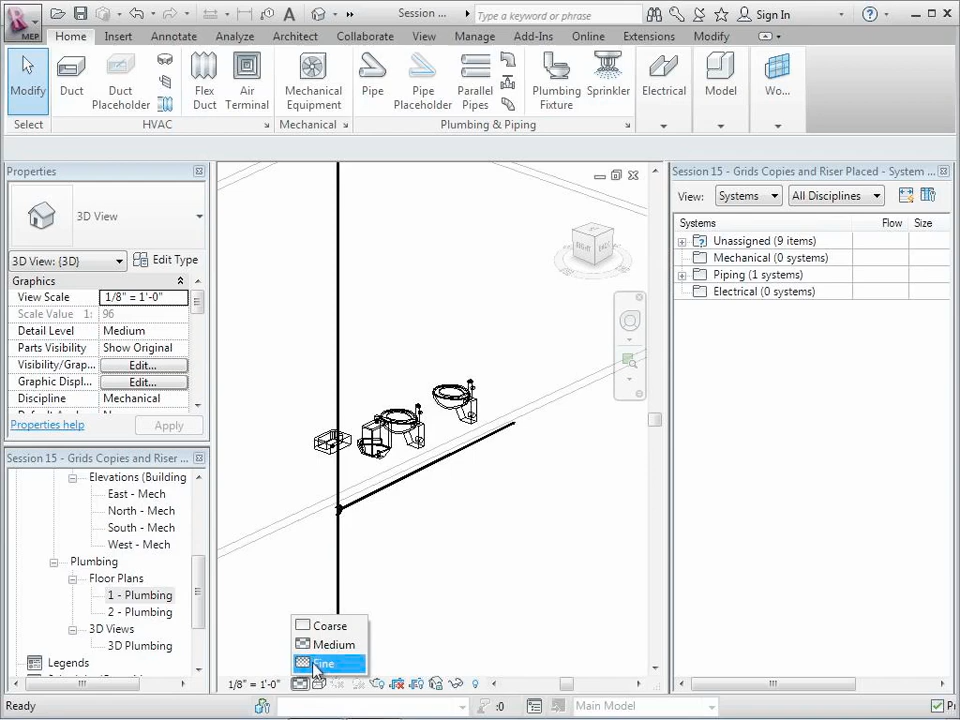 Session ...
Type a keyword or phrase
Sign In
MEP
Home Insert Annotate Analyze Architect Collaborate View Manage Add-Ins Online Extensions Modify
Modify
Duct
Duct
Placeholder
Flex
Duct
Air
Terminal
Mechanical
Equipment
Pipe
Pipe
Placeholder
Parallel
Pipes
Plumbing
Fixture
Sprinkler
Electrical
Model
Wo...
Select
HVAC
Mechanical
Plumbing & Piping
Properties
3D View
3D View: {3D}
Edit Type
Graphics
View Scale 1/8" = 1'-0"
Scale Value 1: 96
Detail Level Medium
Parts Visibility Show Original
Visibility/Grap... Edit...
Graphic Displ... Edit...
Discipline Mechanical
Properties help
Apply
Session 15 - Grids Copies and Riser ...
Elevations (Building
East - Mech
North - Mech
South - Mech
West - Mech
Plumbing
Floor Plans
1 - Plumbing
2 - Plumbing
3D Views
3D Plumbing
Legends
RIGHT
Coarse
Medium
Fine
1/8" = 1'-0"
Session 15 - Grids Copies and Riser Placed - System ...
View: Systems All Disciplines
Systems Flow Size
Unassigned (9 items)
Mechanical (0 systems)
Piping (1 systems)
Electrical (0 systems)
Ready
:0
Main Model